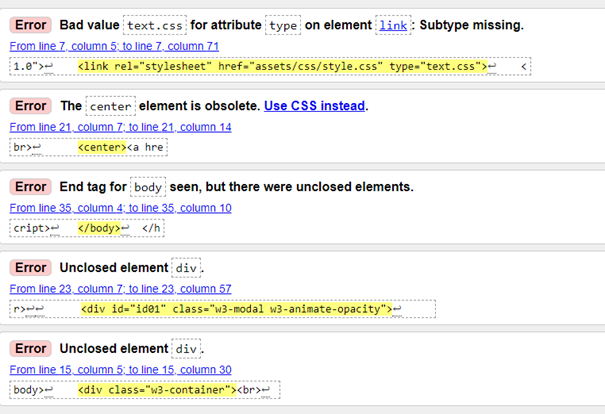 Error Bad value text.css for attribute type on element link: Subtype missing.
From line 7, column 5; to line 7, column 71
1.0">↩ <link rel="stylesheet" href="assets/css/style.css" type="text.css">↩ <
Error The center element is obsolete. Use CSS instead.
From line 21, column 7; to line 21, column 14
br>↩ <center><a hre
Error End tag for body seen, but there were unclosed elements.
From line 35, column 4; to line 35, column 10
cript>↩ </body>↩ </h
Error Unclosed element div.
From line 23, column 7; to line 23, column 57
r>↩↩ <div id="id01" class="w3-modal w3-animate-opacity">↩
Error Unclosed element div.
From line 15, column 5; to line 15, column 30
body>↩ <div class="w3-container"><br>↩